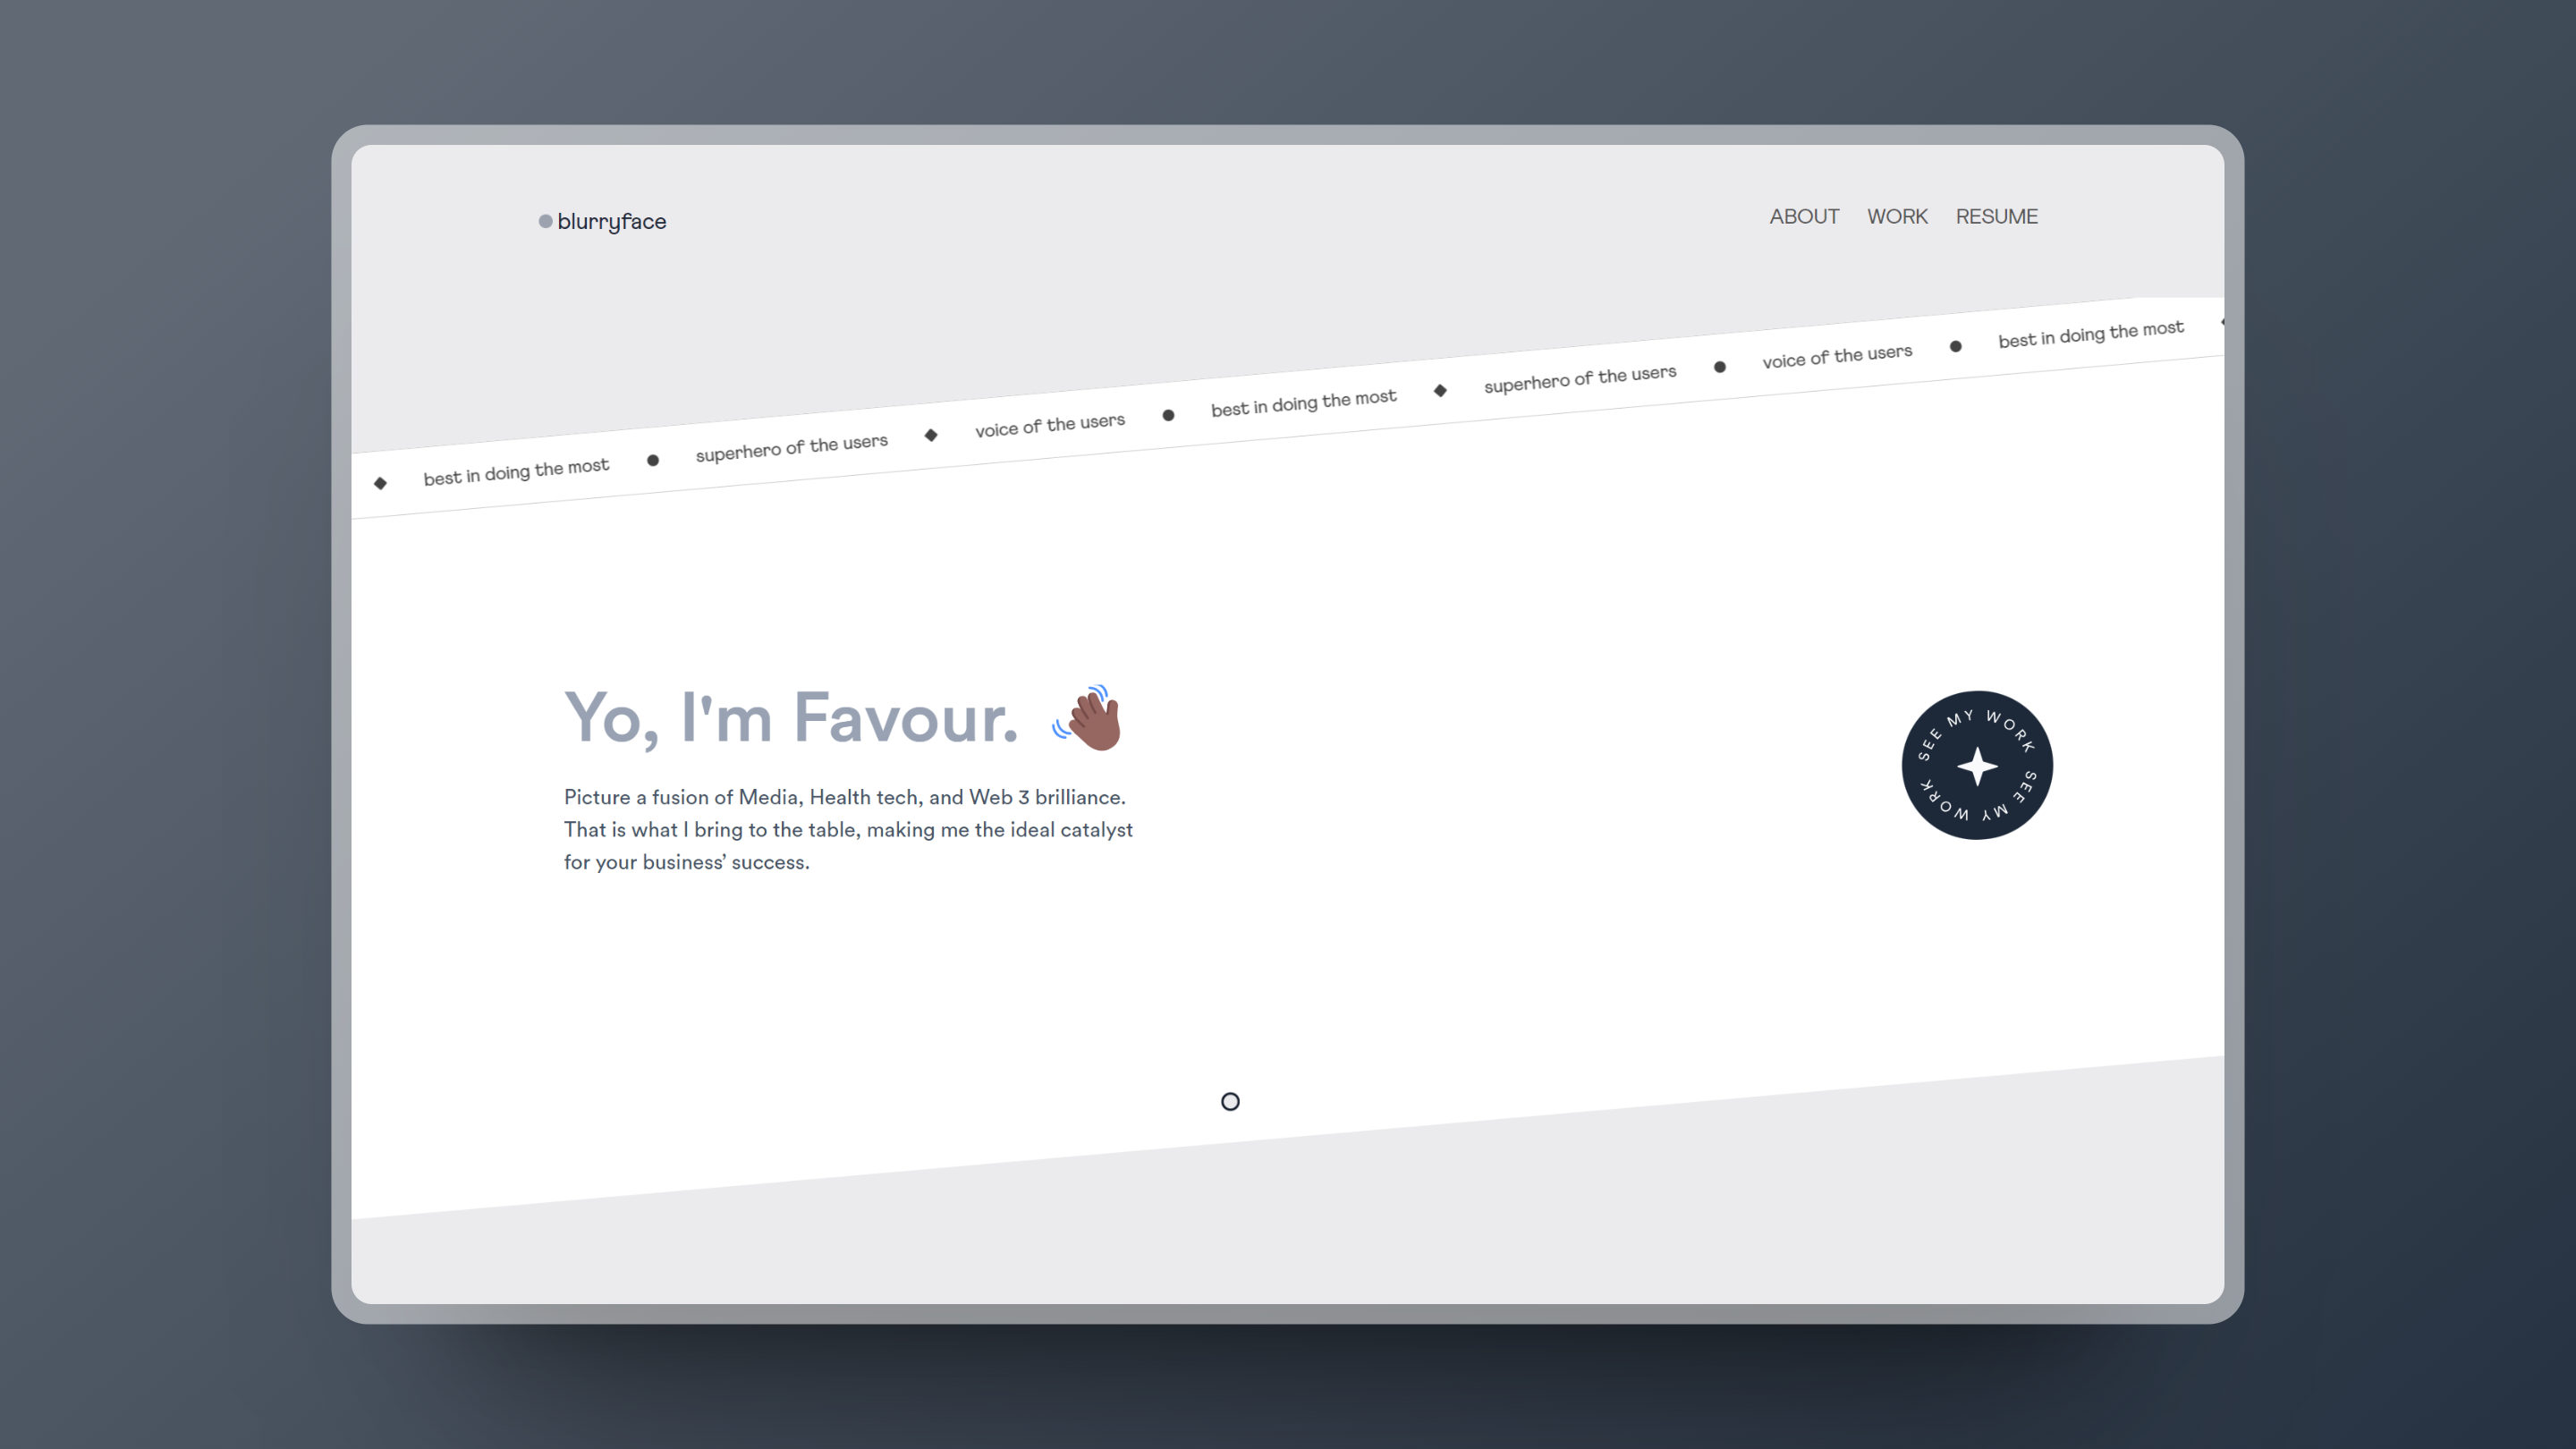 blurryface
ABOUT WORK RESUME
◆ best in doing the most ● superhero of the users ◆ voice of the users ● best in doing the most ◆ superhero of the users ● voice of the users ● best in doing the most
Yo, I'm Favour. 👋🏾
Picture a fusion of Media, Health tech, and Web 3 brilliance.
That is what I bring to the table, making me the ideal catalyst
for your business’ success.
SEE MY WORK SEE MY WORK